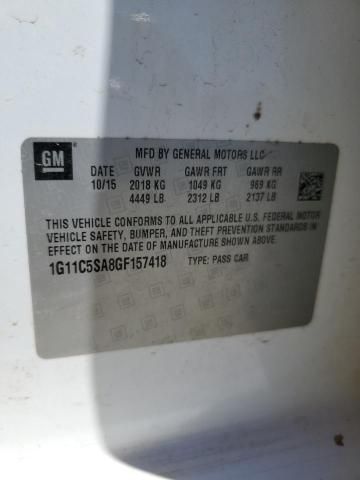 GM
MFD BY GENERAL MOTORS LLC
DATE GVWR GAWR FRT GAWR RR
10/15 2018 KG 1049 KG 969 KG
4449 LB 2312 LB 2137 LB
THIS VEHICLE CONFORMS TO ALL APPLICABLE U.S. FEDERAL MOTOR
VEHICLE SAFETY, BUMPER, AND THEFT PREVENTION STANDARDS IN
EFFECT ON THE DATE OF MANUFACTURE SHOWN ABOVE.
1G11C5SA8GF157418 TYPE: PASS CAR